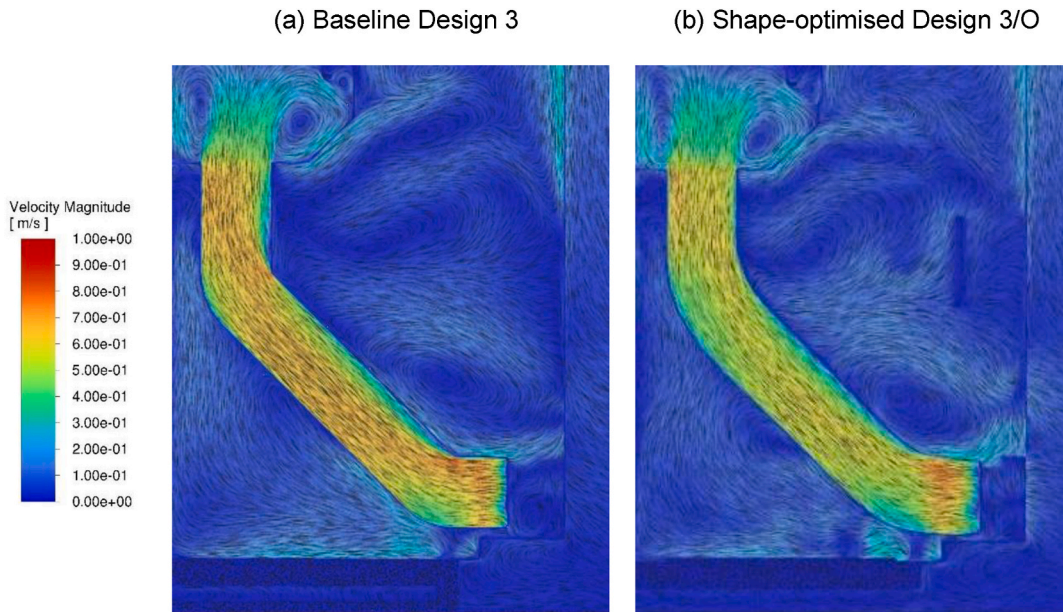 (a) Baseline Design 3
(b) Shape-optimised Design 3/O
Velocity Magnitude
[ m/s ]
1.00e+00
9.00e-01
8.00e-01
7.00e-01
6.00e-01
5.00e-01
4.00e-01
3.00e-01
2.00e-01
1.00e-01
0.00e+00